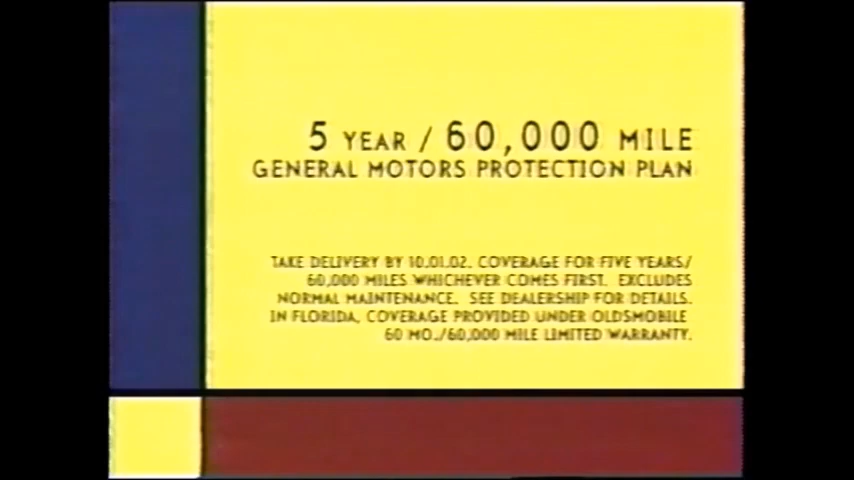 5 YEAR / 60,000 MILE
GENERAL MOTORS PROTECTION PLAN
TAKE DELIVERY BY 10.01.02. COVERAGE FOR FIVE YEARS/
60,000 MILES WHICHEVER COMES FIRST. EXCLUDES
NORMAL MAINTENANCE. SEE DEALERSHIP FOR DETAILS.
IN FLORIDA, COVERAGE PROVIDED UNDER OLDSMOBILE
60 MO./60,000 MILE LIMITED WARRANTY.